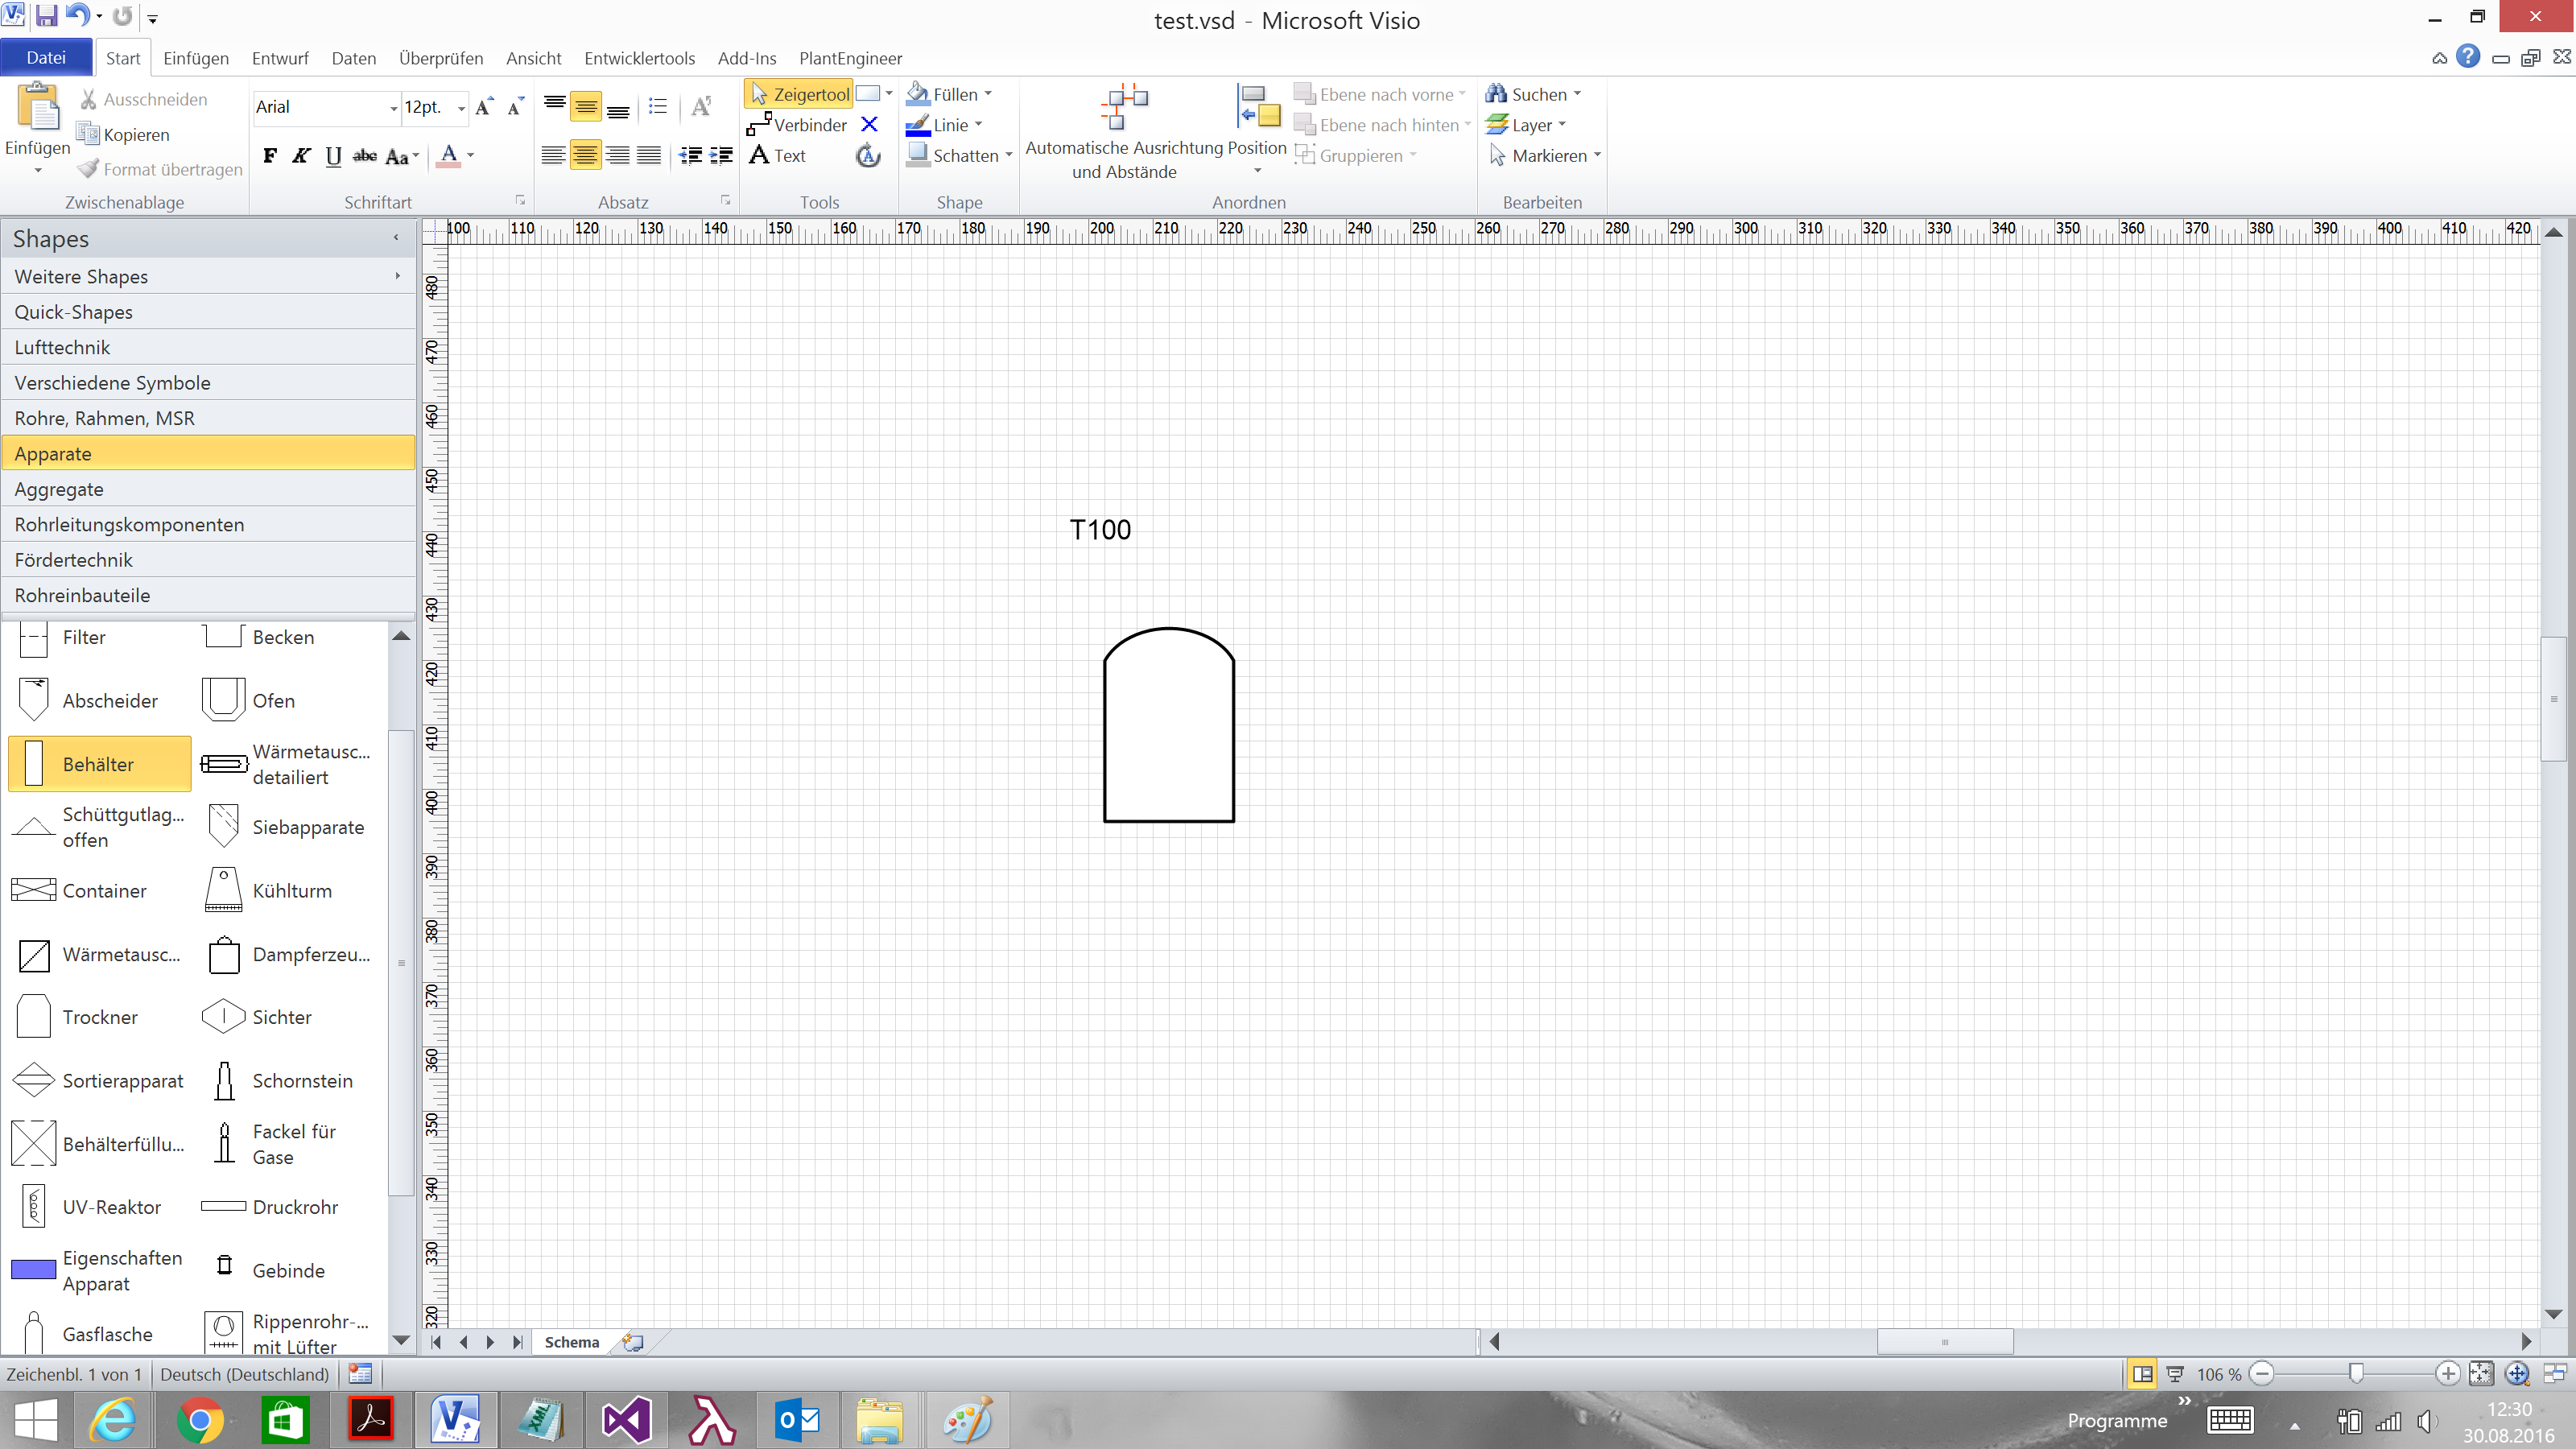 test.vsd - Microsoft Visio
Datei Start Einfügen Entwurf Daten Überprüfen Ansicht Entwicklertools Add-Ins PlantEngineer
Einfügen
Ausschneiden
Kopieren
Format übertragen
Zwischenablage
Arial 12pt.
F K U abc Aa A
Schriftart
Absatz
Zeigertool
Verbinder
Text
Tools
Füllen
Linie
Schatten
Shape
Automatische Ausrichtung und Abstände
Position
Ebene nach vorne
Ebene nach hinten
Gruppieren
Anordnen
Suchen
Layer
Markieren
Bearbeiten
Shapes
Weitere Shapes
Quick-Shapes
Lufttechnik
Verschiedene Symbole
Rohre, Rahmen, MSR
Apparate
Aggregate
Rohrleitungskomponenten
Fördertechnik
Rohreinbauteile
Filter Becken
Abscheider Ofen
Behälter Wärmetausc... detailiert
Schüttgutlag... offen Siebapparate
Container Kühlturm
Wärmetausc... Dampferzeu...
Trockner Sichter
Sortierapparat Schornstein
Behälterfüllu... Fackel für Gase
UV-Reaktor Druckrohr
Eigenschaften Apparat Gebinde
Gasflasche Rippenrohr-... mit Lüfter
100 110 120 130 140 150 160 170 180 190 200 210 220 230 240 250 260 270 280 290 300 310 320 330 340 350 360 370 380 390 400 410 420
480
470
460
450
440
430
420
410
400
390
380
370
360
350
340
330
320
T100
Schema
Zeichenbl. 1 von 1 Deutsch (Deutschland) 106 %
Programme 12:30
30.08.2016